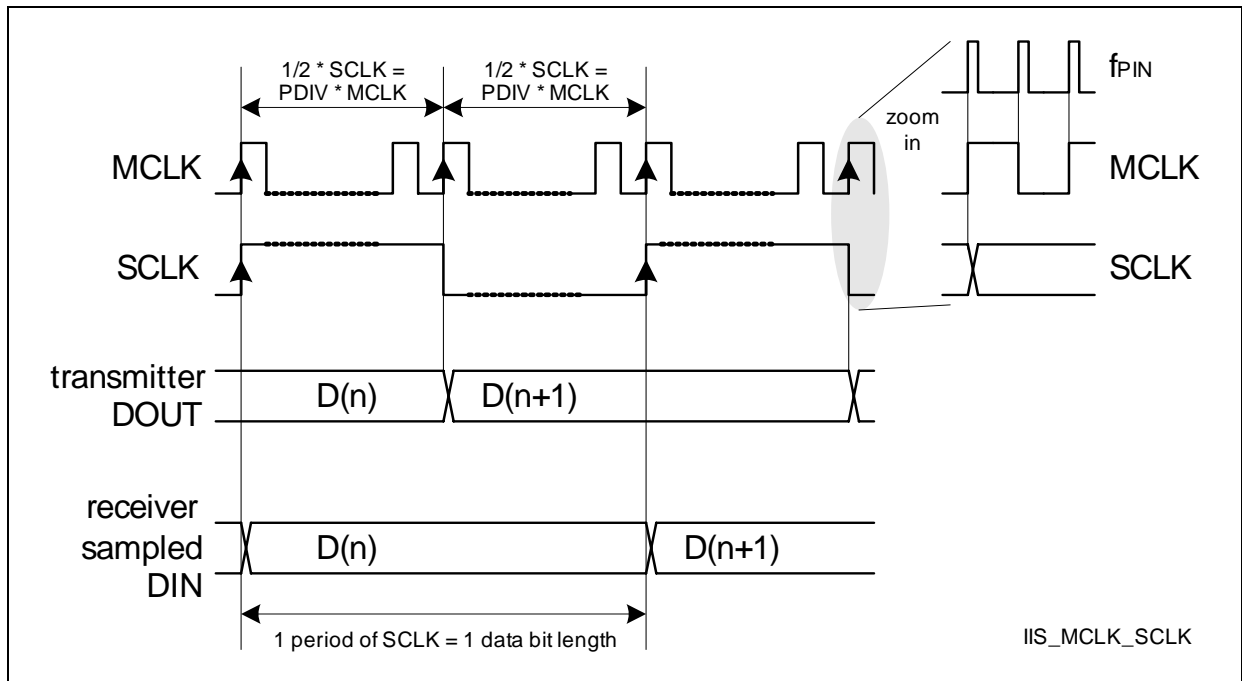 1/2 * SCLK =
PDIV * MCLK
1/2 * SCLK =
PDIV * MCLK
fPIN
zoom
in
MCLK
MCLK
SCLK
SCLK
transmitter
DOUT
D(n)
D(n+1)
receiver
sampled
DIN
D(n)
D(n+1)
1 period of SCLK = 1 data bit length
IIS_MCLK_SCLK